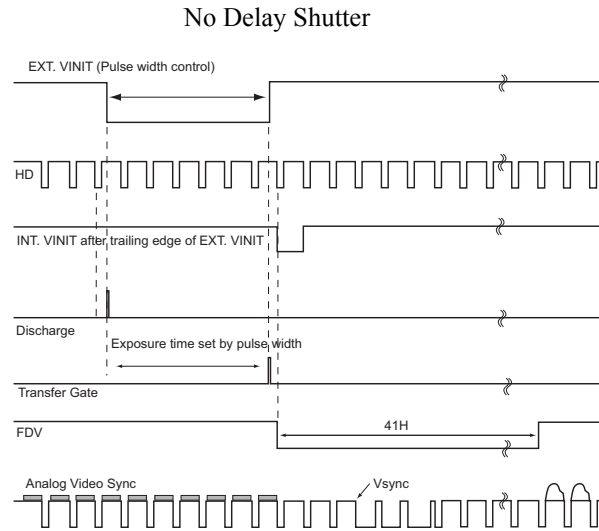 No Delay Shutter
EXT. VINIT (Pulse width control)
HD
INT. VINIT after trailing edge of EXT. VINIT
Discharge
Exposure time set by pulse width
Transfer Gate
FDV
41H
Analog Video Sync
Vsync